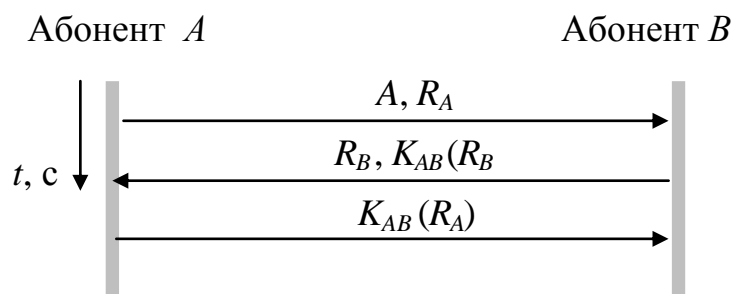 Абонент A
Абонент B
A, R_A
R_B, K_AB(R_B
t, с
K_AB(R_A)